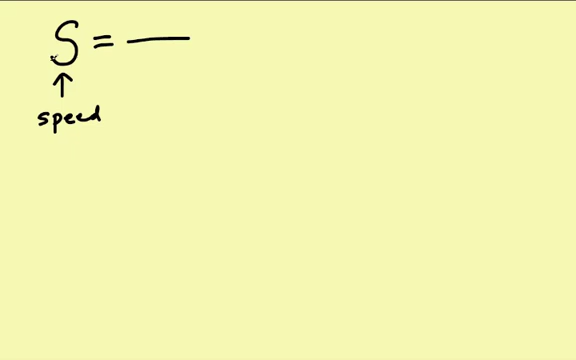 S = —
↑
speed